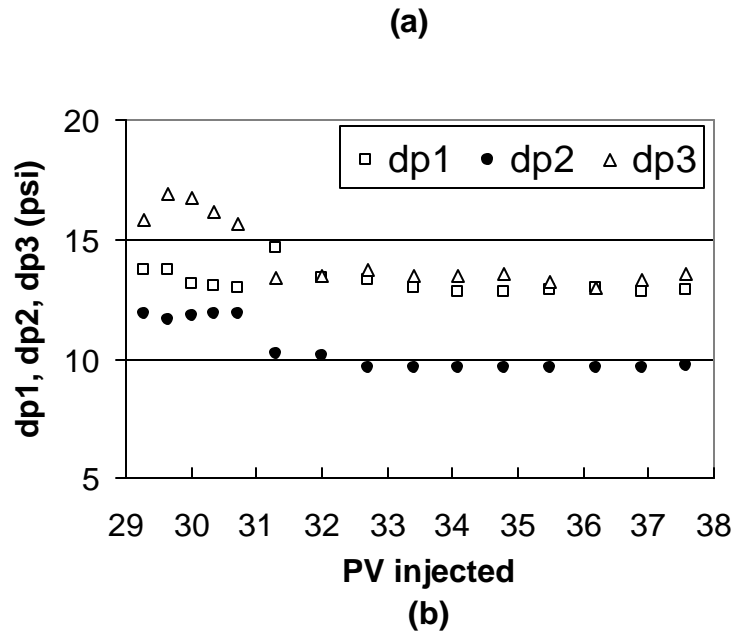 (a)
20
dp1 dp2 dp3
15
10
5
dp1, dp2, dp3 (psi)
29 30 31 32 33 34 35 36 37 38
PV injected
(b)